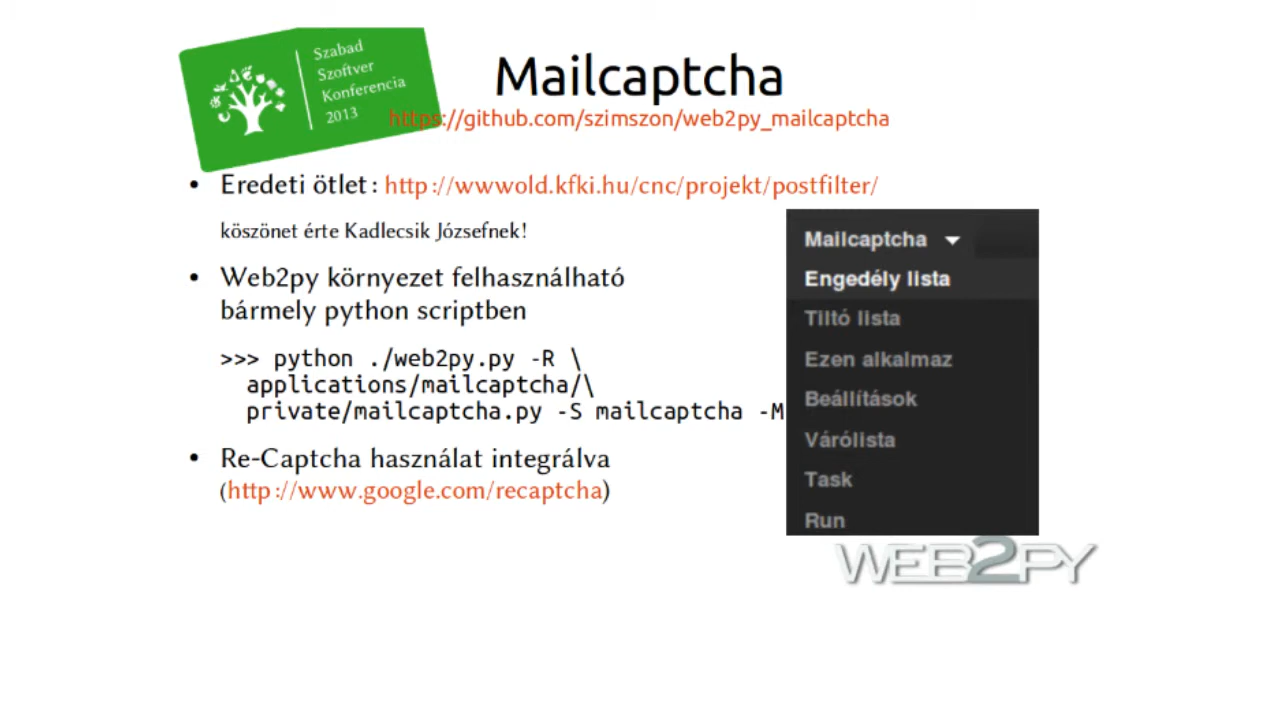 Szabad
Szoftver
Konferencia
2013
Mailcaptcha
https://github.com/szimszon/web2py_mailcaptcha
• Eredeti ötlet: http://wwwold.kfki.hu/cnc/projekt/postfilter/
köszönet érte Kadlecsik Józsefnek!
• Web2py környezet felhasználható
bármely python scriptben
>>> python ./web2py.py -R \
applications/mailcaptcha/\
private/mailcaptcha.py -S mailcaptcha -M
• Re-Captcha használat integrálva
(http://www.google.com/recaptcha)
Mailcaptcha
Engedély lista
Tiltó lista
Ezen alkalmaz
Beállítások
Várólista
Task
Run
WEB2PY